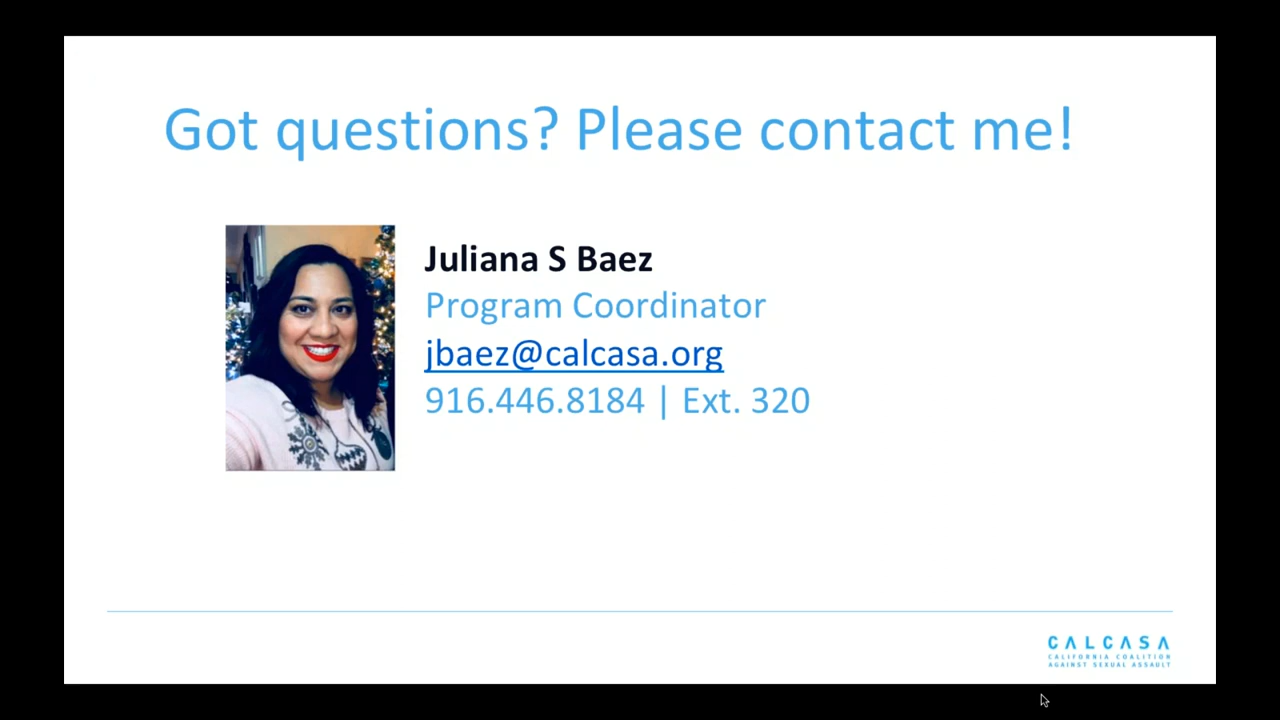 Got questions? Please contact me!
Juliana S Baez
Program Coordinator
jbaez@calcasa.org
916.446.8184 | Ext. 320
CALCASA
CALIFORNIA COALITION
AGAINST SEXUAL ASSAULT